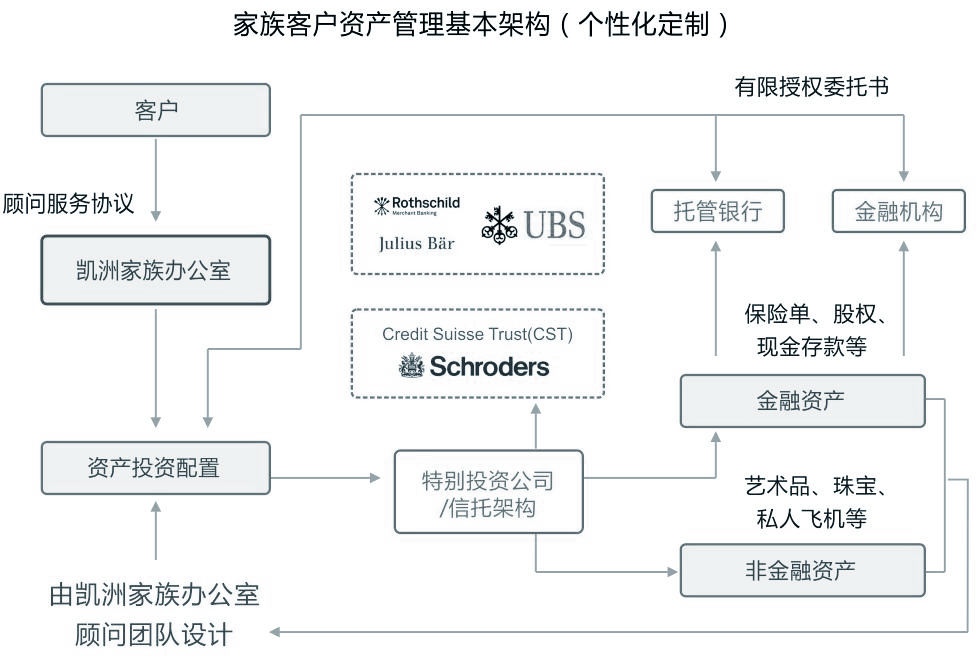 家族客户资产管理基本架构（个性化定制）
客户
有限授权委托书
顾问服务协议
Rothschild
Merchant Banking
Julius Bär
UBS
托管银行
金融机构
凯洲家族办公室
Credit Suisse Trust(CST)
Schroders
保险单、股权、
现金存款等
金融资产
资产投资配置
特别投资公司
/信托架构
艺术品、珠宝、
私人飞机等
非金融资产
由凯洲家族办公室
顾问团队设计